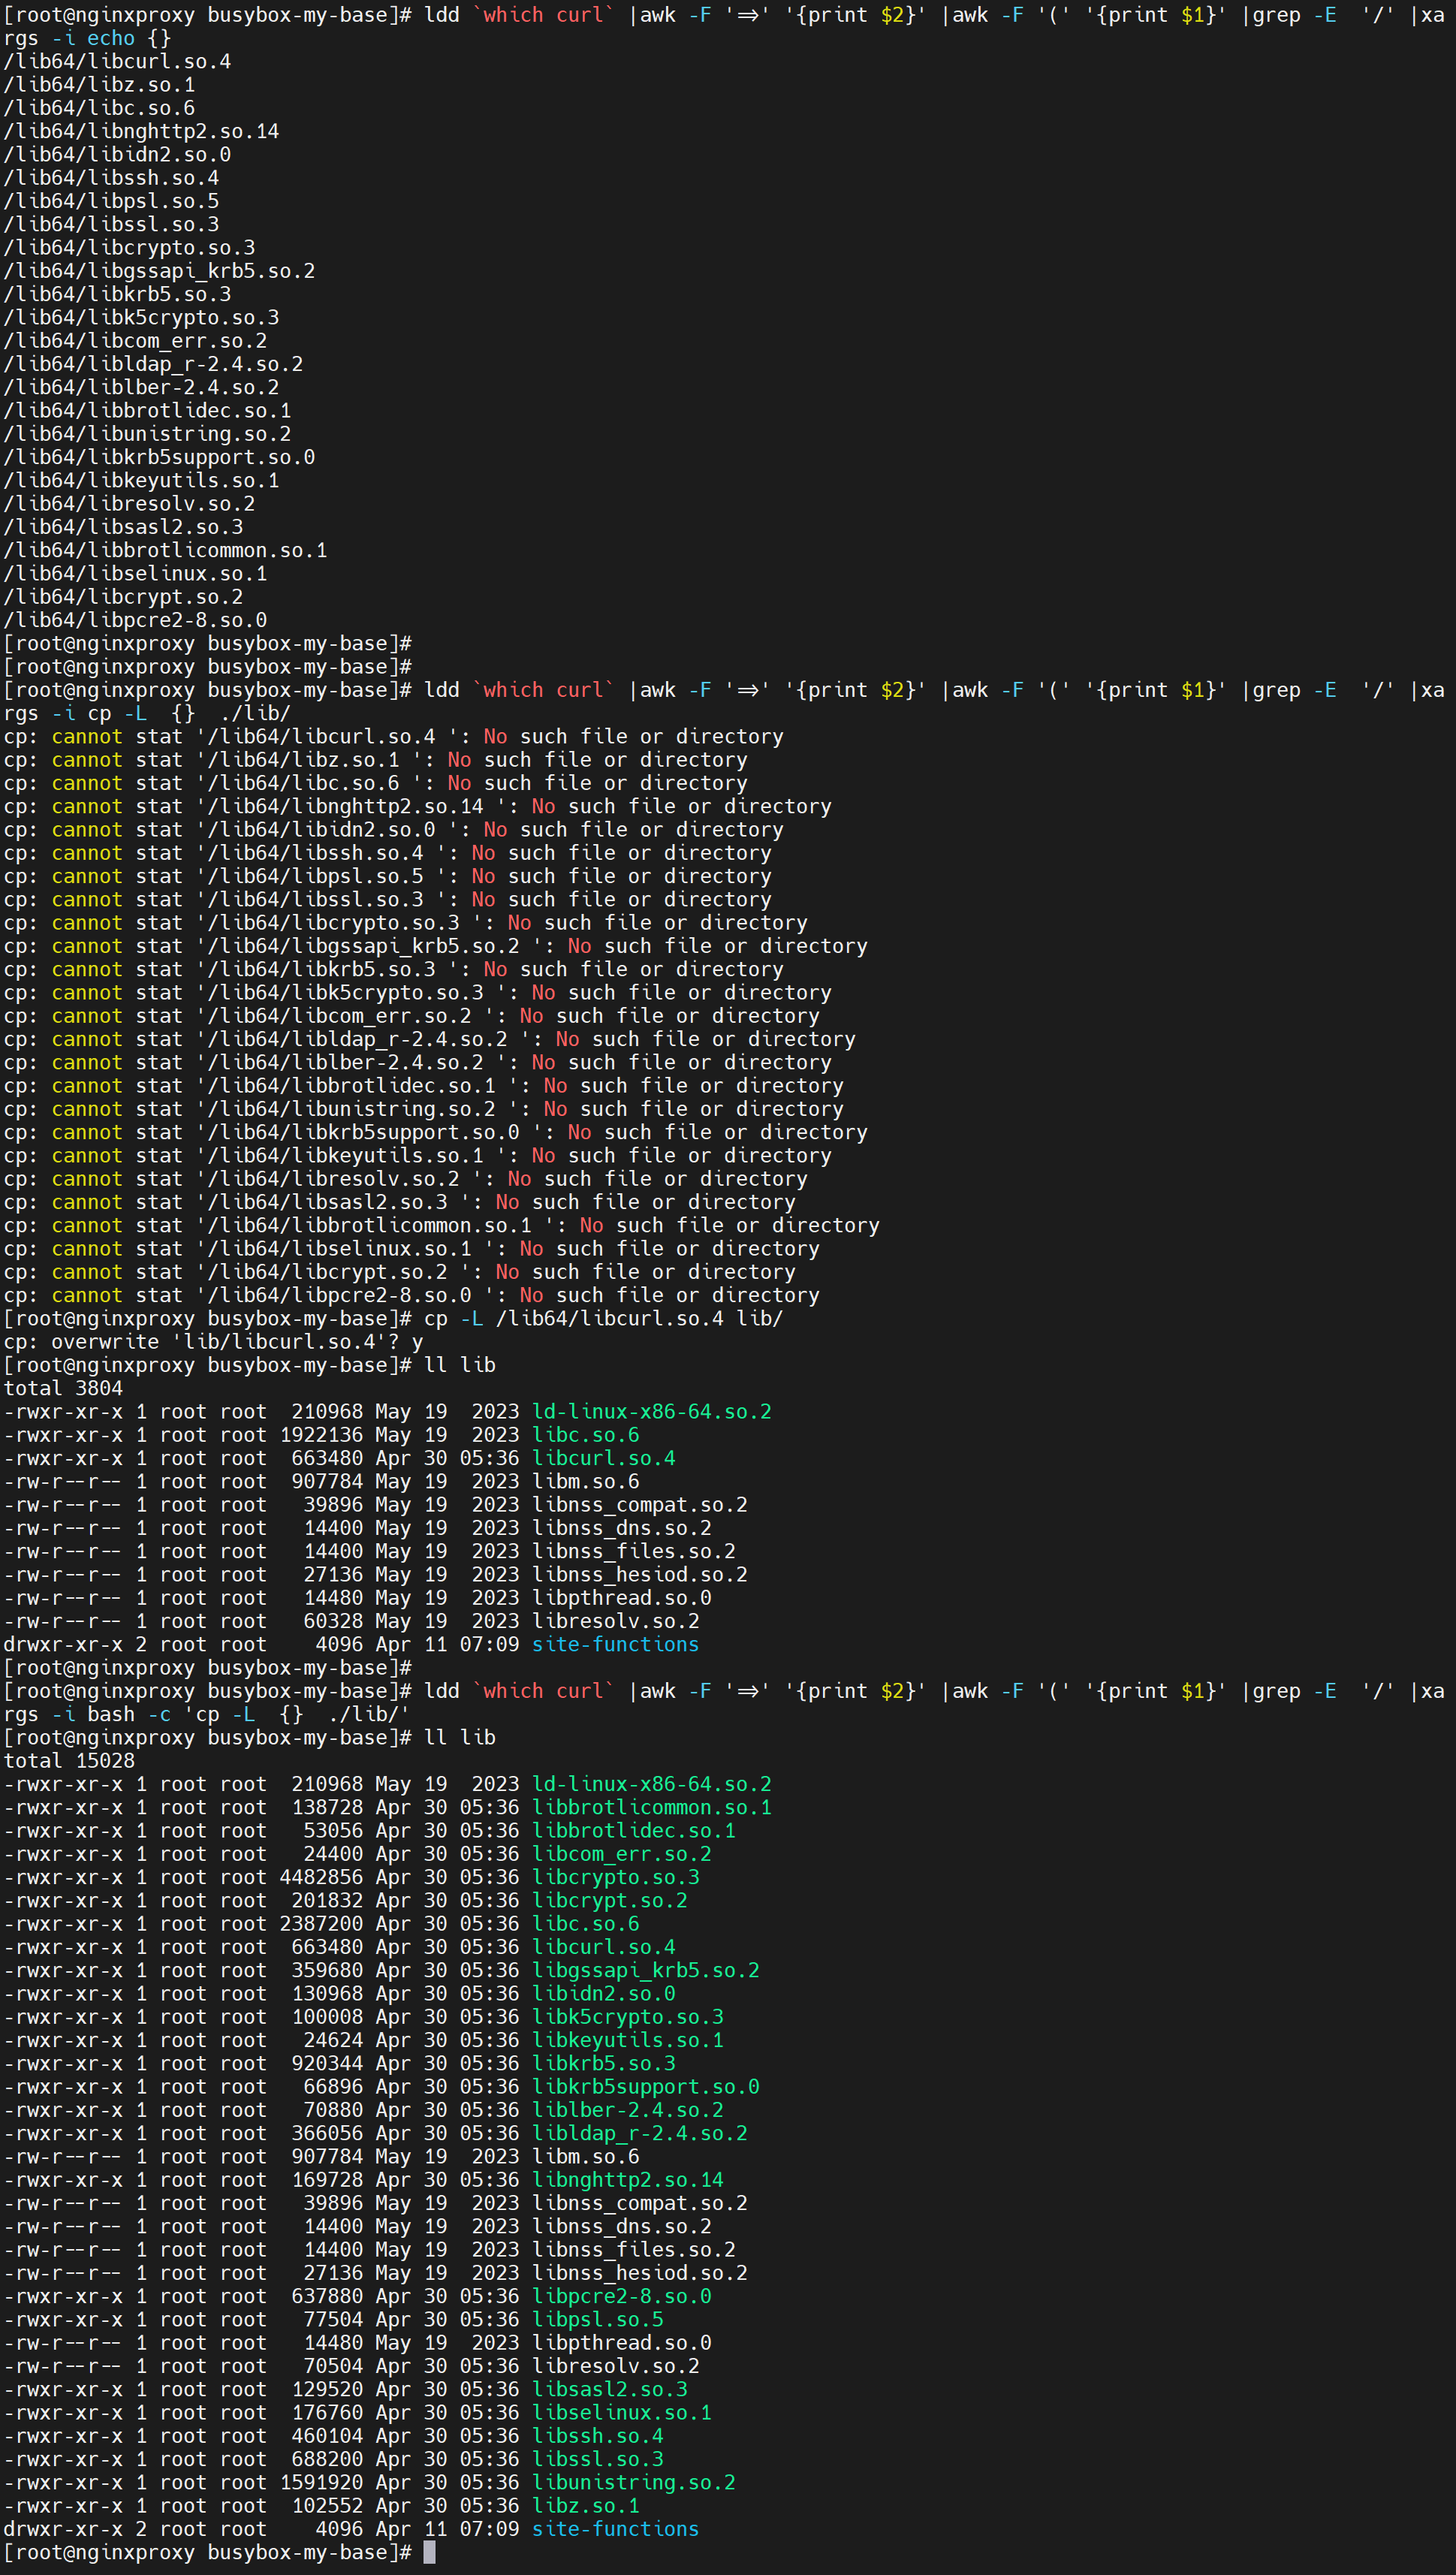 [root@nginxproxy busybox-my-base]# ldd `which curl` |awk -F '=>' '{print $2}' |awk -F '(' '{print $1}' |grep -E  '/' |xa
rgs -i echo {}
/lib64/libcurl.so.4
/lib64/libz.so.1
/lib64/libc.so.6
/lib64/libnghttp2.so.14
/lib64/libidn2.so.0
/lib64/libssh.so.4
/lib64/libpsl.so.5
/lib64/libssl.so.3
/lib64/libcrypto.so.3
/lib64/libgssapi_krb5.so.2
/lib64/libkrb5.so.3
/lib64/libk5crypto.so.3
/lib64/libcom_err.so.2
/lib64/libldap_r-2.4.so.2
/lib64/liblber-2.4.so.2
/lib64/libbrotlidec.so.1
/lib64/libunistring.so.2
/lib64/libkrb5support.so.0
/lib64/libkeyutils.so.1
/lib64/libresolv.so.2
/lib64/libsasl2.so.3
/lib64/libbrotlicommon.so.1
/lib64/libselinux.so.1
/lib64/libcrypt.so.2
/lib64/libpcre2-8.so.0
[root@nginxproxy busybox-my-base]#
[root@nginxproxy busybox-my-base]#
[root@nginxproxy busybox-my-base]# ldd `which curl` |awk -F '=>' '{print $2}' |awk -F '(' '{print $1}' |grep -E  '/' |xa
rgs -i cp -L  {}  ./lib/
cp: cannot stat '/lib64/libcurl.so.4 ': No such file or directory
cp: cannot stat '/lib64/libz.so.1 ': No such file or directory
cp: cannot stat '/lib64/libc.so.6 ': No such file or directory
cp: cannot stat '/lib64/libnghttp2.so.14 ': No such file or directory
cp: cannot stat '/lib64/libidn2.so.0 ': No such file or directory
cp: cannot stat '/lib64/libssh.so.4 ': No such file or directory
cp: cannot stat '/lib64/libpsl.so.5 ': No such file or directory
cp: cannot stat '/lib64/libssl.so.3 ': No such file or directory
cp: cannot stat '/lib64/libcrypto.so.3 ': No such file or directory
cp: cannot stat '/lib64/libgssapi_krb5.so.2 ': No such file or directory
cp: cannot stat '/lib64/libkrb5.so.3 ': No such file or directory
cp: cannot stat '/lib64/libk5crypto.so.3 ': No such file or directory
cp: cannot stat '/lib64/libcom_err.so.2 ': No such file or directory
cp: cannot stat '/lib64/libldap_r-2.4.so.2 ': No such file or directory
cp: cannot stat '/lib64/liblber-2.4.so.2 ': No such file or directory
cp: cannot stat '/lib64/libbrotlidec.so.1 ': No such file or directory
cp: cannot stat '/lib64/libunistring.so.2 ': No such file or directory
cp: cannot stat '/lib64/libkrb5support.so.0 ': No such file or directory
cp: cannot stat '/lib64/libkeyutils.so.1 ': No such file or directory
cp: cannot stat '/lib64/libresolv.so.2 ': No such file or directory
cp: cannot stat '/lib64/libsasl2.so.3 ': No such file or directory
cp: cannot stat '/lib64/libbrotlicommon.so.1 ': No such file or directory
cp: cannot stat '/lib64/libselinux.so.1 ': No such file or directory
cp: cannot stat '/lib64/libcrypt.so.2 ': No such file or directory
cp: cannot stat '/lib64/libpcre2-8.so.0 ': No such file or directory
[root@nginxproxy busybox-my-base]# cp -L /lib64/libcurl.so.4 lib/
cp: overwrite 'lib/libcurl.so.4'? y
[root@nginxproxy busybox-my-base]# ll lib
total 3804
-rwxr-xr-x 1 root root  210968 May 19  2023 ld-linux-x86-64.so.2
-rwxr-xr-x 1 root root 1922136 May 19  2023 libc.so.6
-rwxr-xr-x 1 root root  663480 Apr 30 05:36 libcurl.so.4
-rw-r--r-- 1 root root  907784 May 19  2023 libm.so.6
-rw-r--r-- 1 root root   39896 May 19  2023 libnss_compat.so.2
-rw-r--r-- 1 root root   14400 May 19  2023 libnss_dns.so.2
-rw-r--r-- 1 root root   14400 May 19  2023 libnss_files.so.2
-rw-r--r-- 1 root root   27136 May 19  2023 libnss_hesiod.so.2
-rw-r--r-- 1 root root   14480 May 19  2023 libpthread.so.0
-rw-r--r-- 1 root root   60328 May 19  2023 libresolv.so.2
drwxr-xr-x 2 root root    4096 Apr 11 07:09 site-functions
[root@nginxproxy busybox-my-base]#
[root@nginxproxy busybox-my-base]# ldd `which curl` |awk -F '=>' '{print $2}' |awk -F '(' '{print $1}' |grep -E  '/' |xa
rgs -i bash -c 'cp -L  {}  ./lib/'
[root@nginxproxy busybox-my-base]# ll lib
total 15028
-rwxr-xr-x 1 root root  210968 May 19  2023 ld-linux-x86-64.so.2
-rwxr-xr-x 1 root root  138728 Apr 30 05:36 libbrotlicommon.so.1
-rwxr-xr-x 1 root root   53056 Apr 30 05:36 libbrotlidec.so.1
-rwxr-xr-x 1 root root   24400 Apr 30 05:36 libcom_err.so.2
-rwxr-xr-x 1 root root 4482856 Apr 30 05:36 libcrypto.so.3
-rwxr-xr-x 1 root root  201832 Apr 30 05:36 libcrypt.so.2
-rwxr-xr-x 1 root root 2387200 Apr 30 05:36 libc.so.6
-rwxr-xr-x 1 root root  663480 Apr 30 05:36 libcurl.so.4
-rwxr-xr-x 1 root root  359680 Apr 30 05:36 libgssapi_krb5.so.2
-rwxr-xr-x 1 root root  130968 Apr 30 05:36 libidn2.so.0
-rwxr-xr-x 1 root root  100008 Apr 30 05:36 libk5crypto.so.3
-rwxr-xr-x 1 root root   24624 Apr 30 05:36 libkeyutils.so.1
-rwxr-xr-x 1 root root  920344 Apr 30 05:36 libkrb5.so.3
-rwxr-xr-x 1 root root   66896 Apr 30 05:36 libkrb5support.so.0
-rwxr-xr-x 1 root root   70880 Apr 30 05:36 liblber-2.4.so.2
-rwxr-xr-x 1 root root  366056 Apr 30 05:36 libldap_r-2.4.so.2
-rw-r--r-- 1 root root  907784 May 19  2023 libm.so.6
-rwxr-xr-x 1 root root  169728 Apr 30 05:36 libnghttp2.so.14
-rw-r--r-- 1 root root   39896 May 19  2023 libnss_compat.so.2
-rw-r--r-- 1 root root   14400 May 19  2023 libnss_dns.so.2
-rw-r--r-- 1 root root   14400 May 19  2023 libnss_files.so.2
-rw-r--r-- 1 root root   27136 May 19  2023 libnss_hesiod.so.2
-rwxr-xr-x 1 root root  637880 Apr 30 05:36 libpcre2-8.so.0
-rwxr-xr-x 1 root root   77504 Apr 30 05:36 libpsl.so.5
-rw-r--r-- 1 root root   14480 May 19  2023 libpthread.so.0
-rw-r--r-- 1 root root   70504 Apr 30 05:36 libresolv.so.2
-rwxr-xr-x 1 root root  129520 Apr 30 05:36 libsasl2.so.3
-rwxr-xr-x 1 root root  176760 Apr 30 05:36 libselinux.so.1
-rwxr-xr-x 1 root root  460104 Apr 30 05:36 libssh.so.4
-rwxr-xr-x 1 root root  688200 Apr 30 05:36 libssl.so.3
-rwxr-xr-x 1 root root 1591920 Apr 30 05:36 libunistring.so.2
-rwxr-xr-x 1 root root  102552 Apr 30 05:36 libz.so.1
drwxr-xr-x 2 root root    4096 Apr 11 07:09 site-functions
[root@nginxproxy busybox-my-base]#